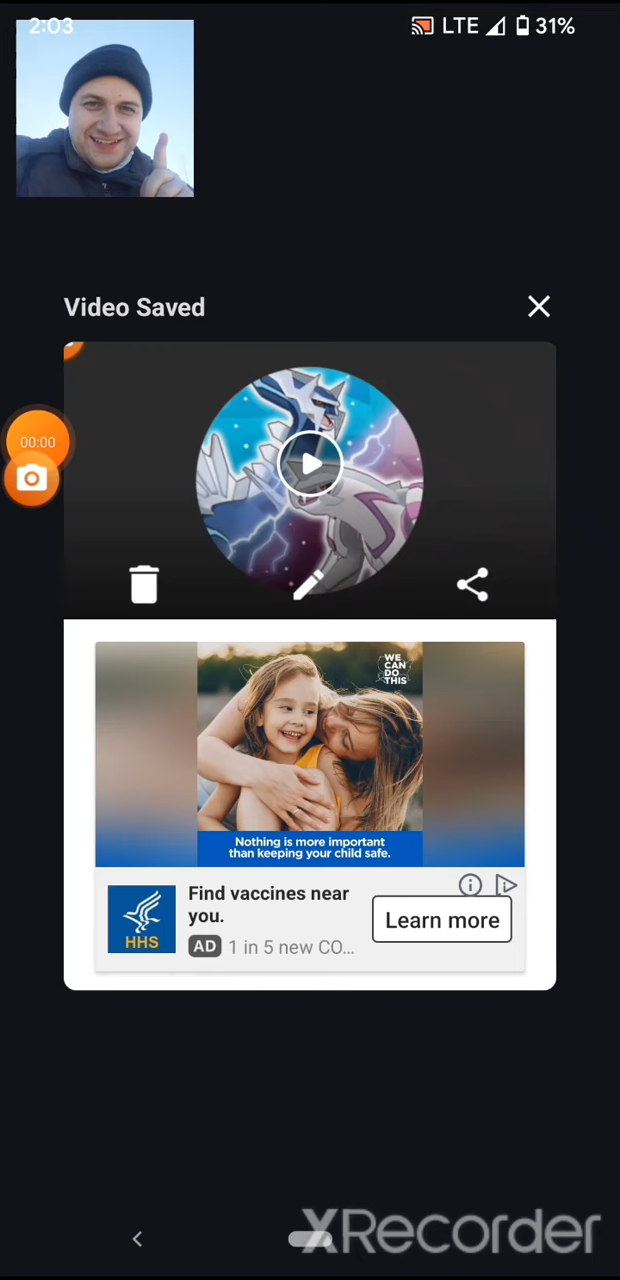 2:03
LTE
31%
Video Saved
00:00
WE
CAN
DO
THIS
Nothing is more important
than keeping your child safe.
Find vaccines near
you.
Learn more
HHS
AD 1 in 5 new CO...
XRecorder